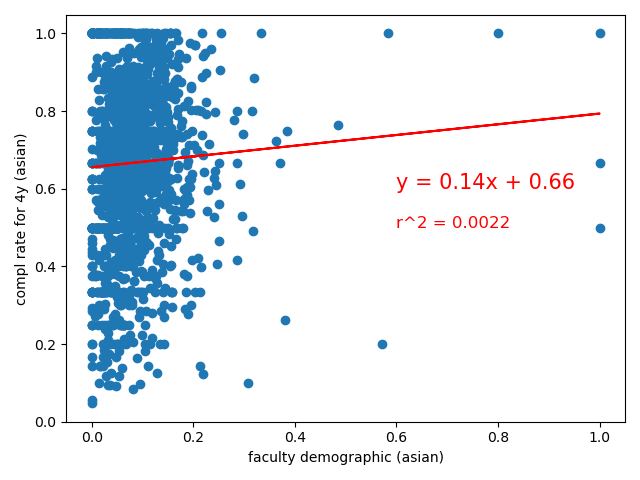 1.0
0.8
0.6
0.4
0.2
0.0
compl rate for 4y (asian)
y = 0.14x + 0.66
r^2 = 0.0022
0.0 0.2 0.4 0.6 0.8 1.0
faculty demographic (asian)